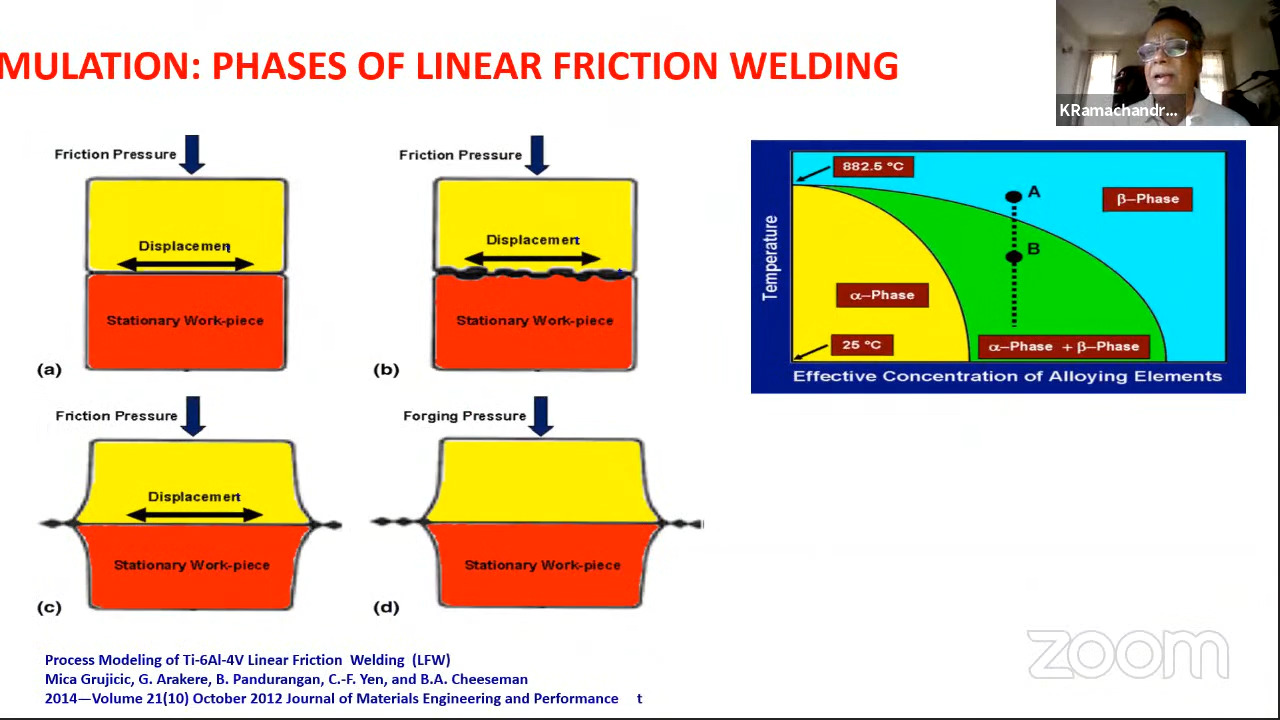 MULATION: PHASES OF LINEAR FRICTION WELDING
KRamachandr...
Friction Pressure
Displacement
Stationary Work-piece
(a)
Friction Pressure
Displacement
Stationary Work-piece
(b)
Friction Pressure
Displacement
Stationary Work-piece
(c)
Forging Pressure
Stationary Work-piece
(d)
882.5 °C
A
β–Phase
B
Temperature
α–Phase
25 °C
α–Phase + β–Phase
Effective Concentration of Alloying Elements
Process Modeling of Ti-6Al-4V Linear Friction Welding (LFW)
Mica Grujicic, G. Arakere, B. Pandurangan, C.-F. Yen, and B.A. Cheeseman
2014—Volume 21(10) October 2012 Journal of Materials Engineering and Performance t
zoom